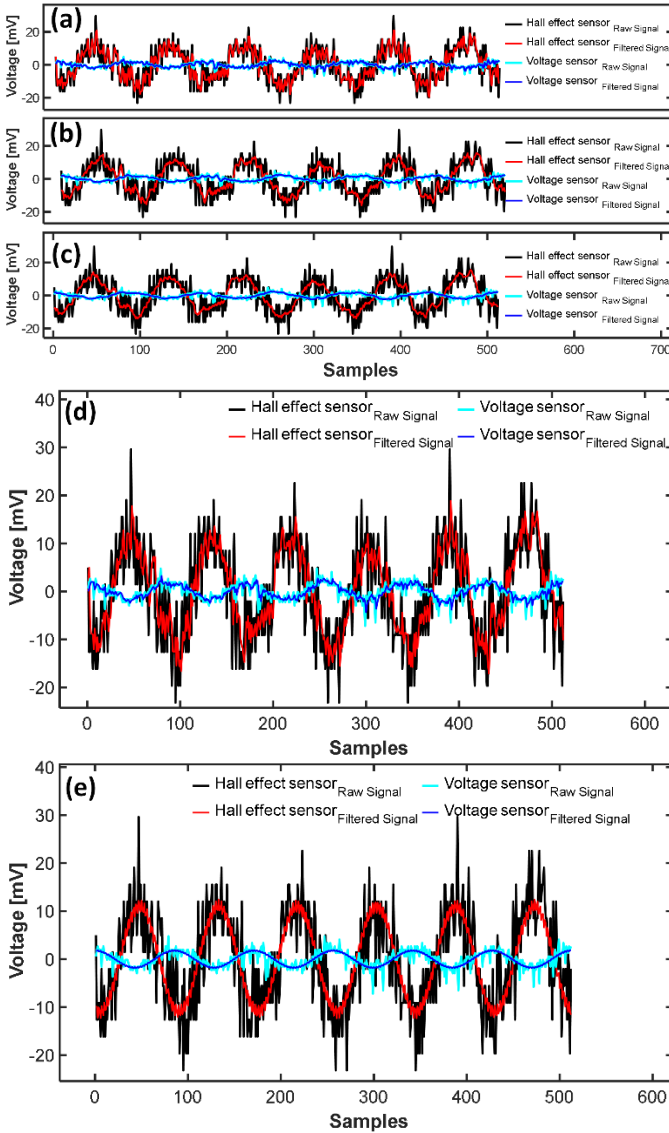 (a)
20
0
-20
Voltage [mV]
Hall effect sensor Raw Signal
Hall effect sensor Filtered Signal
Voltage sensor Raw Signal
Voltage sensor Filtered Signal
(b)
20
0
-20
Voltage [mV]
Hall effect sensor Raw Signal
Hall effect sensor Filtered Signal
Voltage sensor Raw Signal
Voltage sensor Filtered Signal
(c)
20
0
-20
Voltage [mV]
Hall effect sensor Raw Signal
Hall effect sensor Filtered Signal
Voltage sensor Raw Signal
Voltage sensor Filtered Signal
0 100 200 300 400 500 600 700
Samples
(d)
40
30
20
10
0
-10
-20
Voltage [mV]
Hall effect sensor Raw Signal Voltage sensor Raw Signal
Hall effect sensor Filtered Signal Voltage sensor Filtered Signal
0 100 200 300 400 500 600
Samples
(e)
40
30
20
10
0
-10
-20
Voltage [mV]
Hall effect sensor Raw Signal Voltage sensor Raw Signal
Hall effect sensor Filtered Signal Voltage sensor Filtered Signal
0 100 200 300 400 500 600
Samples